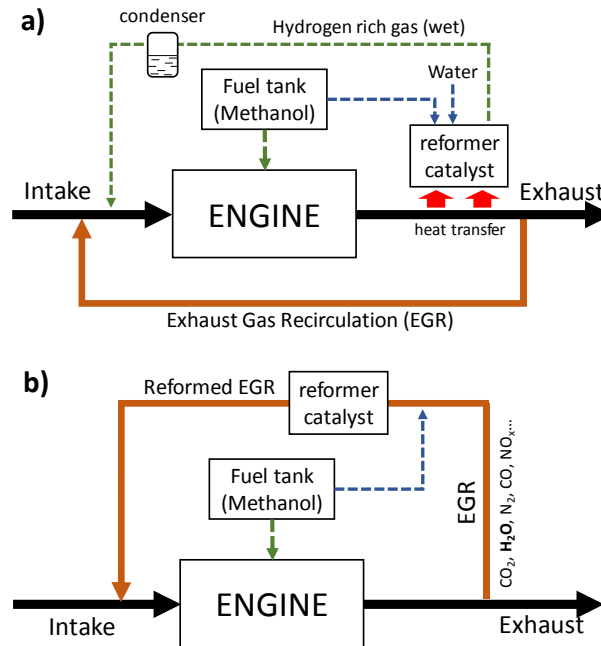 a)
condenser
Hydrogen rich gas (wet)
Fuel tank
(Methanol)
Water
reformer
catalyst
Intake
ENGINE
Exhaust
heat transfer
Exhaust Gas Recirculation (EGR)
b)
Reformed EGR
reformer
catalyst
Fuel tank
(Methanol)
EGR
CO₂, H₂O, N₂, CO, NOₓ...
ENGINE
Intake
Exhaust